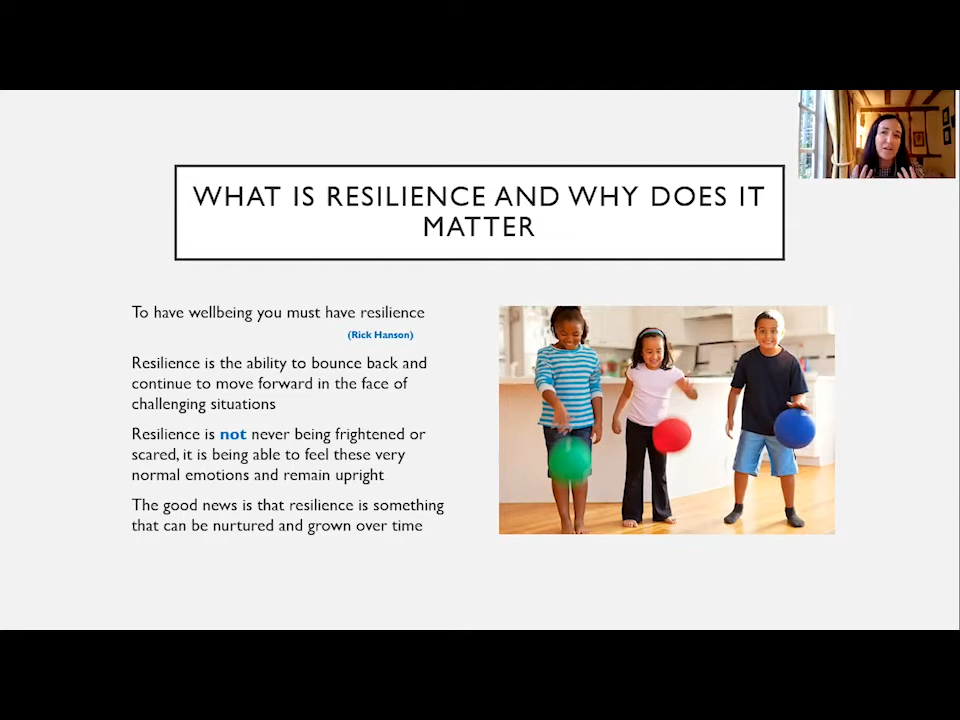 WHAT IS RESILIENCE AND WHY DOES IT
MATTER
To have wellbeing you must have resilience
(Rick Hanson)
Resilience is the ability to bounce back and
continue to move forward in the face of
challenging situations
Resilience is not never being frightened or
scared, it is being able to feel these very
normal emotions and remain upright
The good news is that resilience is something
that can be nurtured and grown over time